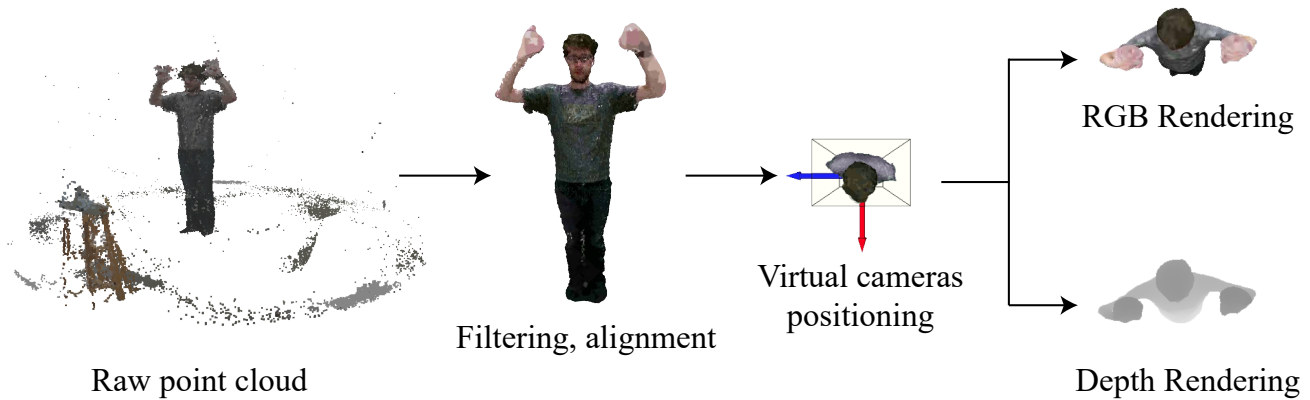 Raw point cloud
Filtering, alignment
Virtual cameras
positioning
RGB Rendering
Depth Rendering